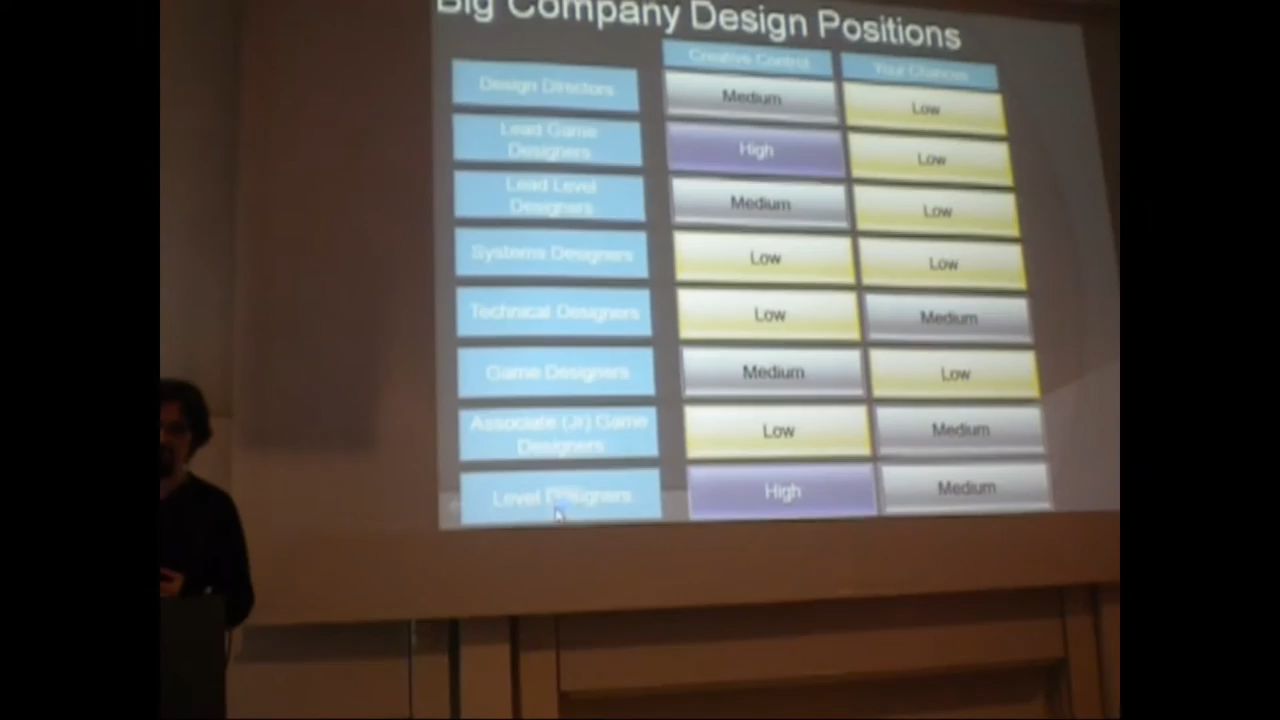 Big Company Design Positions
Creative Control Your Chances
Design Directors Medium Low
Lead Game
Designers High Low
Lead Level
Designers Medium Low
Systems Designers Low Low
Technical Designers Low Medium
Game Designers Medium Low
Associate (Jr) Game
Designers Low Medium
Level Designers High Medium